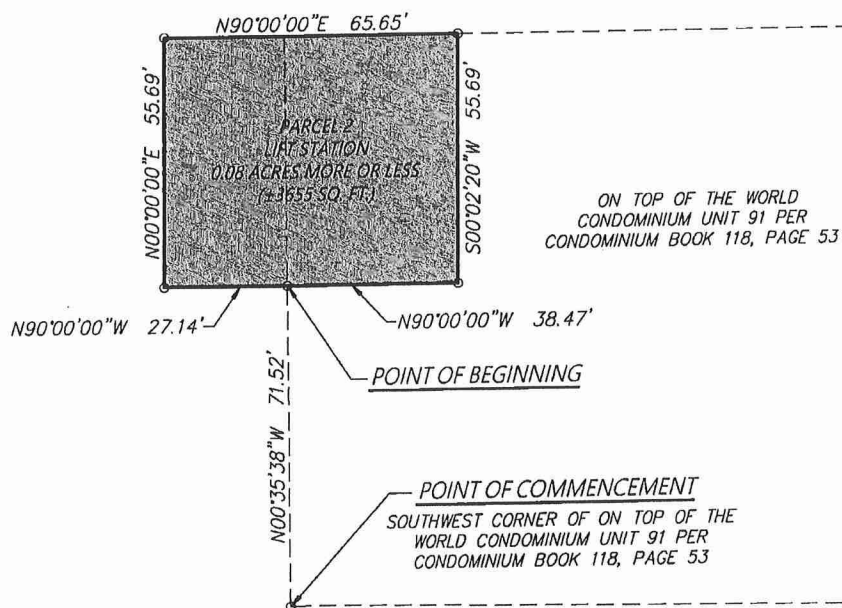 N90°00'00"E 65.65'
N00°00'00"E 55.69'
PARCEL 2
LIFT STATION
0.08 ACRES MORE OR LESS
(±3655 SQ. FT.)
S00°02'20"W 55.69'
ON TOP OF THE WORLD
CONDOMINIUM UNIT 91 PER
CONDOMINIUM BOOK 118, PAGE 53
N90°00'00"W 27.14'
N90°00'00"W 38.47'
POINT OF BEGINNING
N00°35'38"W 71.52'
POINT OF COMMENCEMENT
SOUTHWEST CORNER OF ON TOP OF THE
WORLD CONDOMINIUM UNIT 91 PER
CONDOMINIUM BOOK 118, PAGE 53